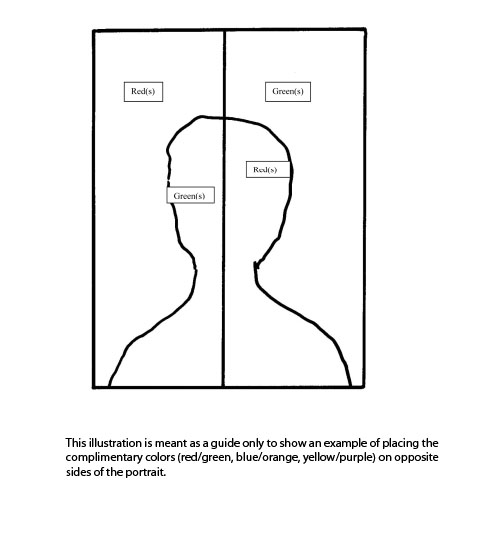 Red(s)
Green(s)
Red(s)
Green(s)
This illustration is meant as a guide only to show an example of placing the
complimentary colors (red/green, blue/orange, yellow/purple) on opposite
sides of the portrait.